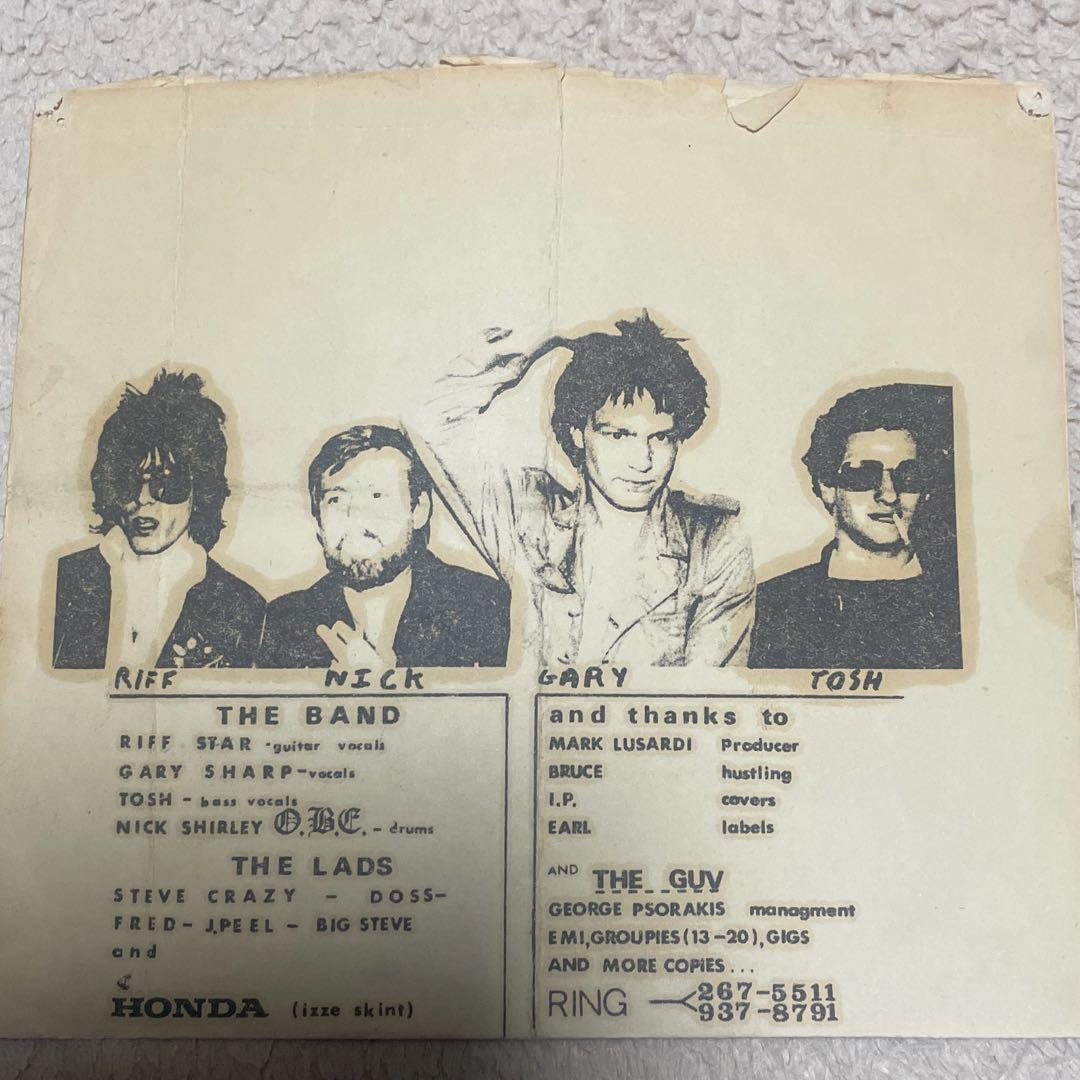 RIFF NICK GARY TOSH
THE BAND
RIFF STAR -guitar vocals
GARY SHARP-vocals
TOSH - bass vocals
NICK SHIRLEY O.B.E. - drums
THE LADS
STEVE CRAZY - DOSS-
FRED- J.PEEL - BIG STEVE
and
HONDA (izze skint)
and thanks to
MARK LUSARDI Producer
BRUCE hustling
I.P. covers
EARL labels
AND THE GUV
GEORGE PSORAKIS managment
EMI,GROUPIES(13-20),GIGS
AND MORE COPIES...
RING 267-5511
937-8791